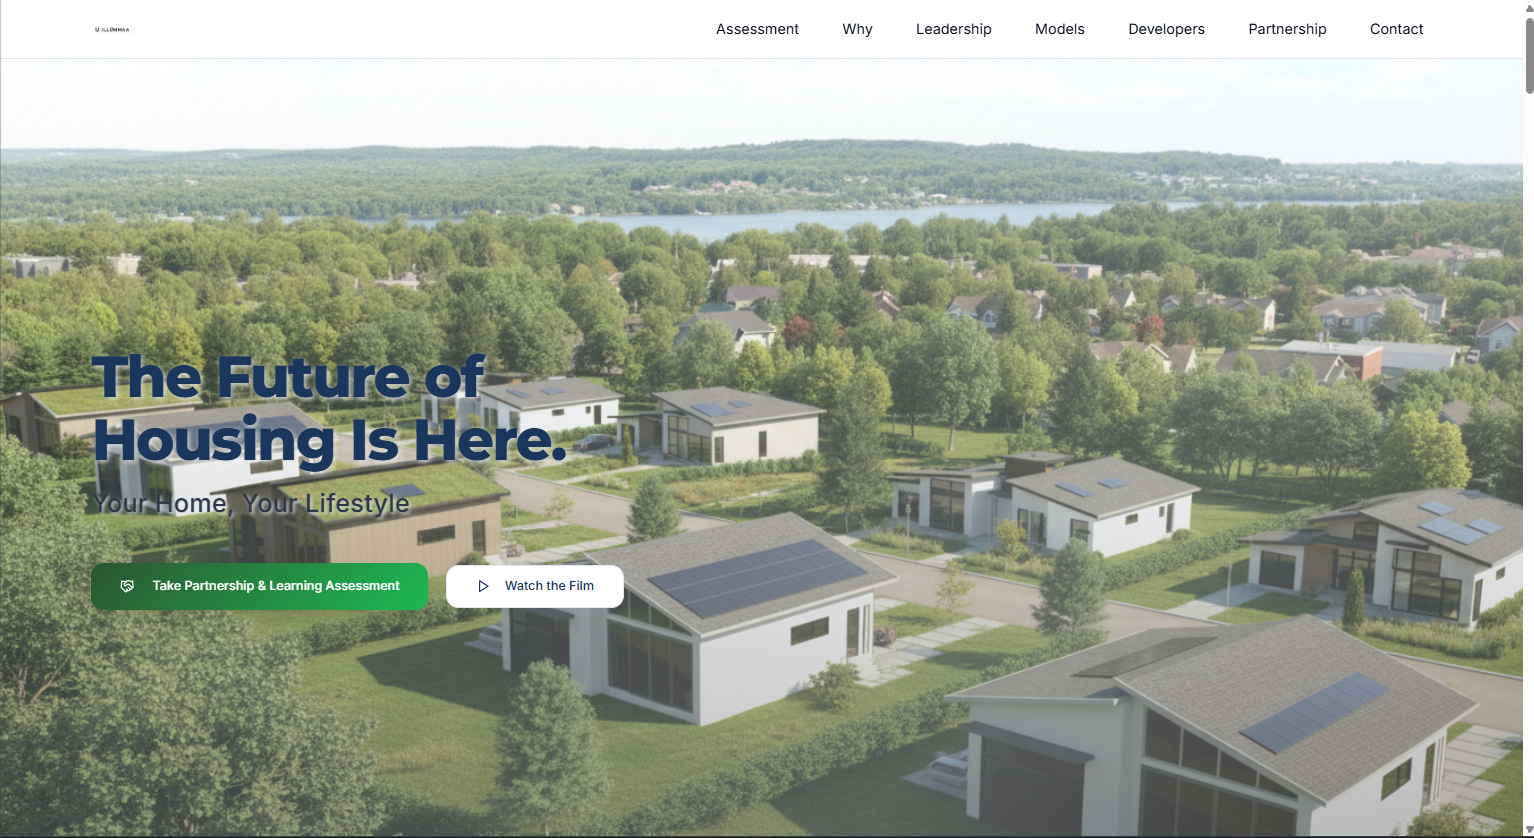 ILLÜMMAA
Assessment
Why
Leadership
Models
Developers
Partnership
Contact
The Future of
Housing Is Here.
Your Home, Your Lifestyle
Take Partnership & Learning Assessment
Watch the Film